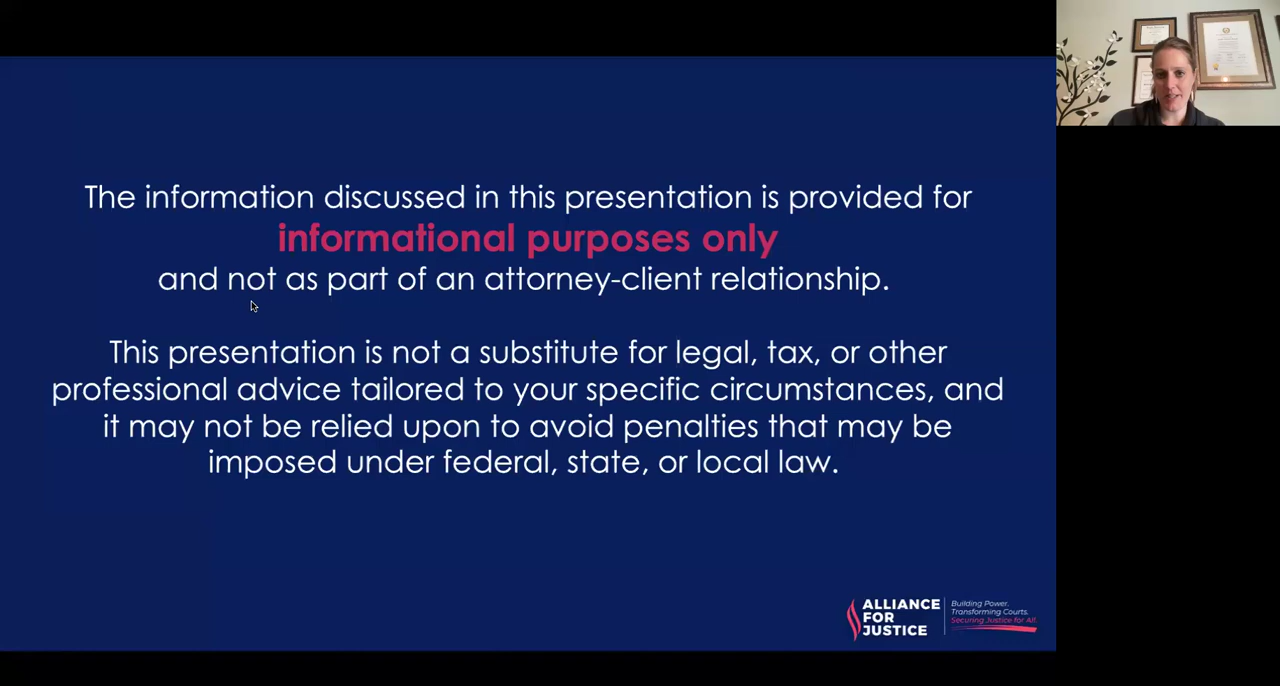 The information discussed in this presentation is provided for
informational purposes only
and not as part of an attorney-client relationship.
This presentation is not a substitute for legal, tax, or other
professional advice tailored to your specific circumstances, and
it may not be relied upon to avoid penalties that may be
imposed under federal, state, or local law.
ALLIANCE
FOR
JUSTICE
Building Power.
Transforming Courts.
Securing Justice for All.